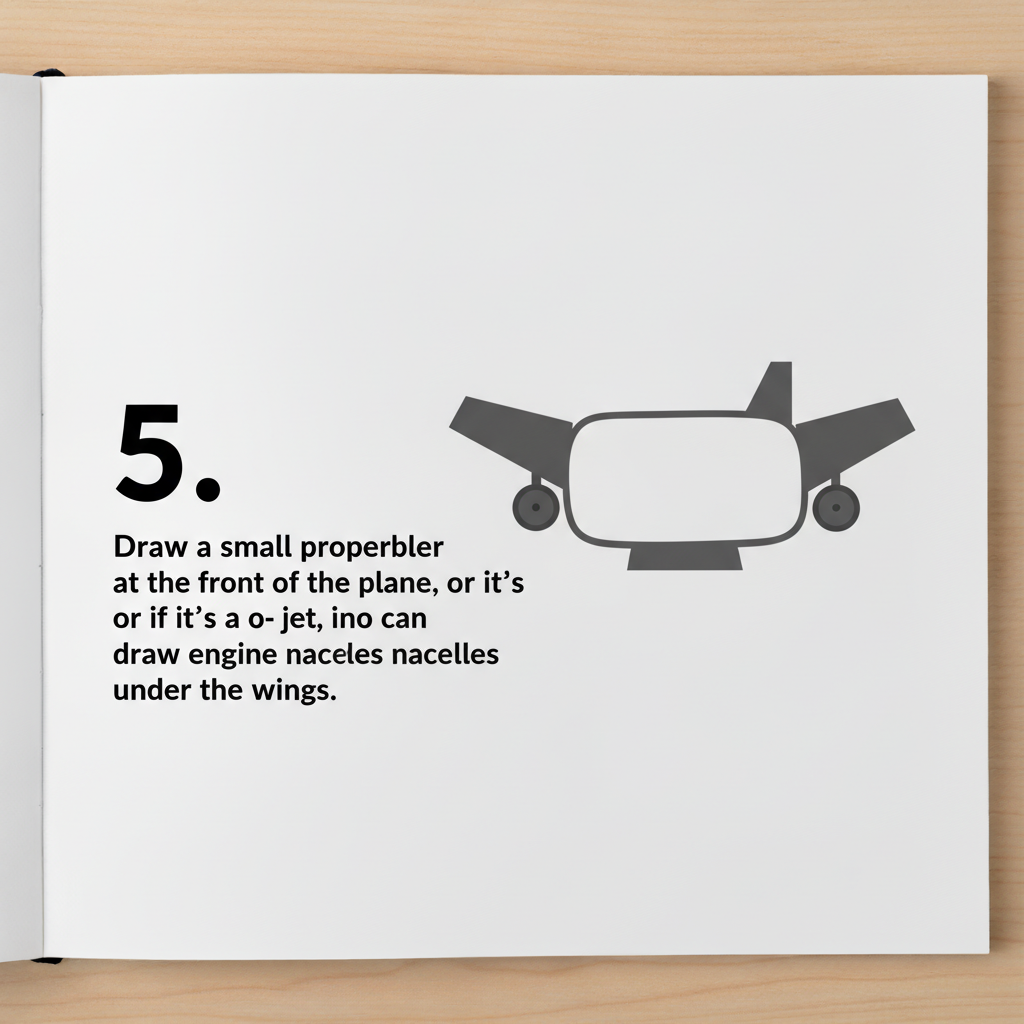 5.
Draw a small properbler
at the front of the plane, or it's
or if it's a o- jet, ino can
draw engine naceles nacelles
under the wings.